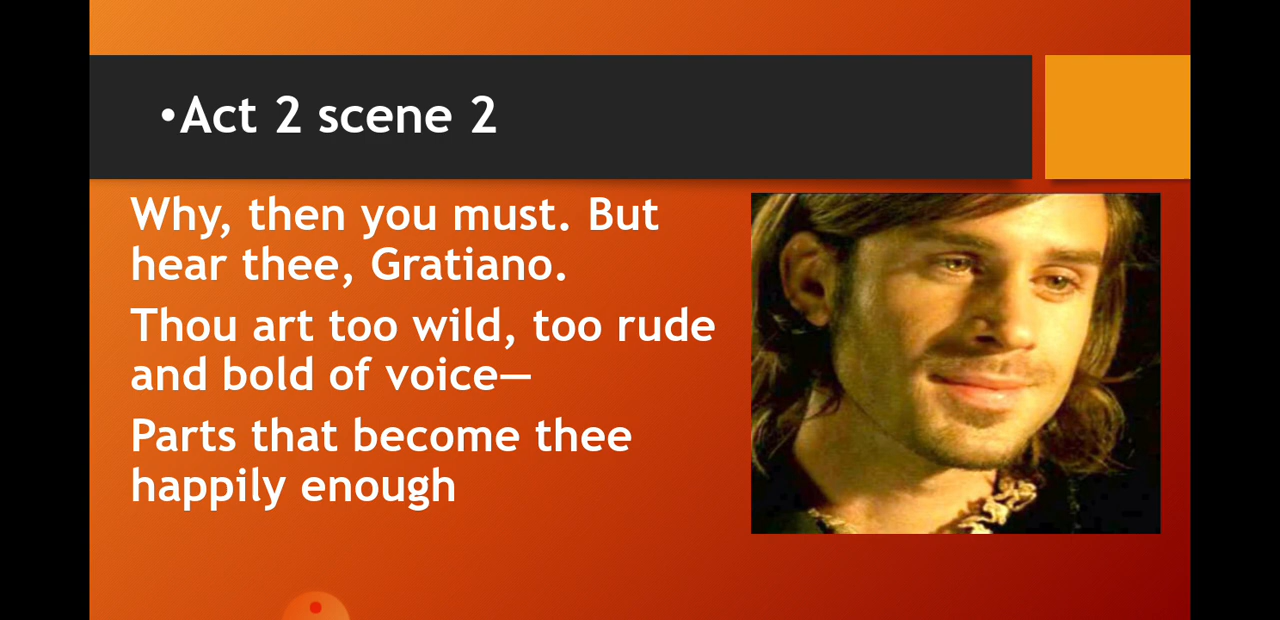 •Act 2 scene 2
Why, then you must. But
hear thee, Gratiano.
Thou art too wild, too rude
and bold of voice—
Parts that become thee
happily enough